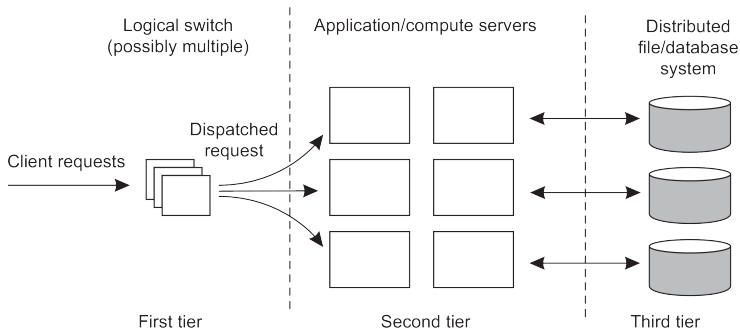 Logical switch
(possibly multiple)
Application/compute servers
Distributed
file/database
system
Dispatched
request
Client requests
First tier
Second tier
Third tier